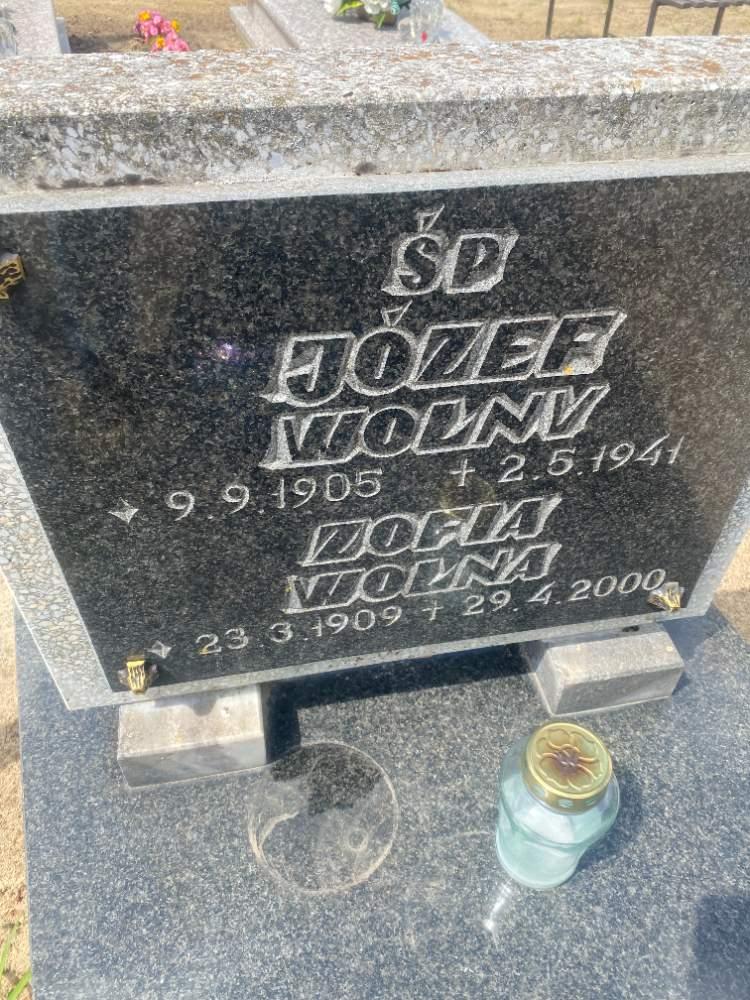 ŚP
JÓZEF
WOLNY
9.9.1905 † 2.5.1941
ZOFIA
WOLNA
23.3.1909 † 29.4.2000